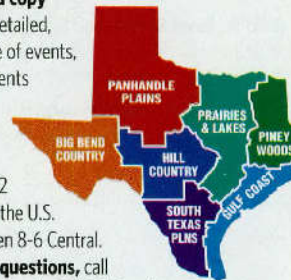 copy
etailed,
e of events,
ents
2
the U.S.
en 8-6 Central.
questions, call
PANHANDLE
PLAINS
PRAIRIES
& LAKES
PINEY
WOODS
BIG BEND
COUNTRY
HILL
COUNTRY
GULF COAST
SOUTH
TEXAS
PLNS